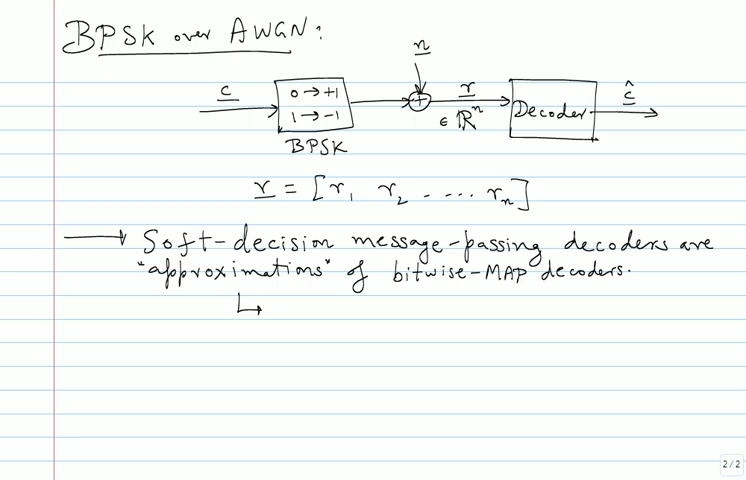 BPSK over AWGN:
n
c
0 → +1
1 → -1
BPSK
+
r
∈ ℝⁿ
Decoder
ĉ
r = [r₁ r₂ - .... rₙ]
→ Soft-decision message-passing decoders are
"approximations" of bitwise-MAP decoders.
↳
2 / 2